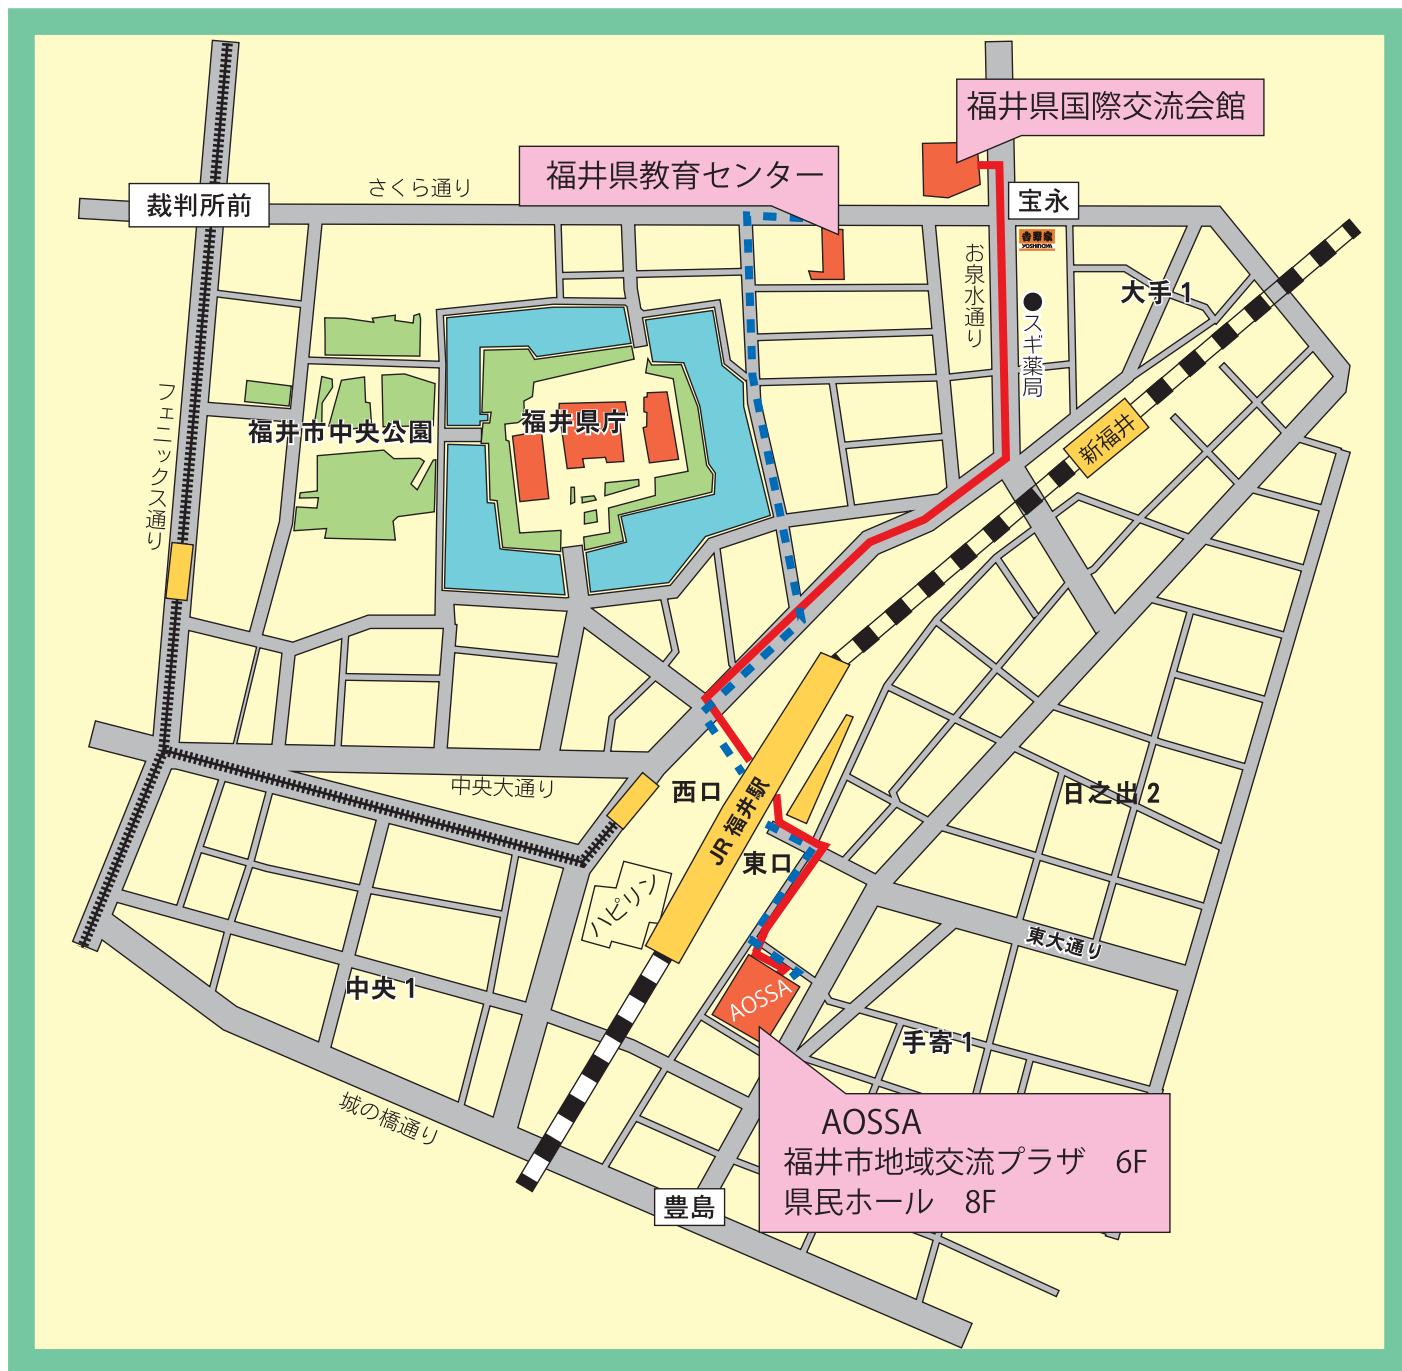 福井県国際交流会館
福井県教育センター
さくら通り
裁判所前
宝永
吉野家
YOSHINOYA
お泉水通り
大手1
スギ薬局
フェニックス通り
福井市中央公園
福井県庁
新福井
中央大通り
西口
JR 福井駅
日之出2
東口
ハピリン
東大通り
中央1
AOSSA
手寄1
城の橋通り
AOSSA
福井市地域交流プラザ 6F
県民ホール 8F
豊島